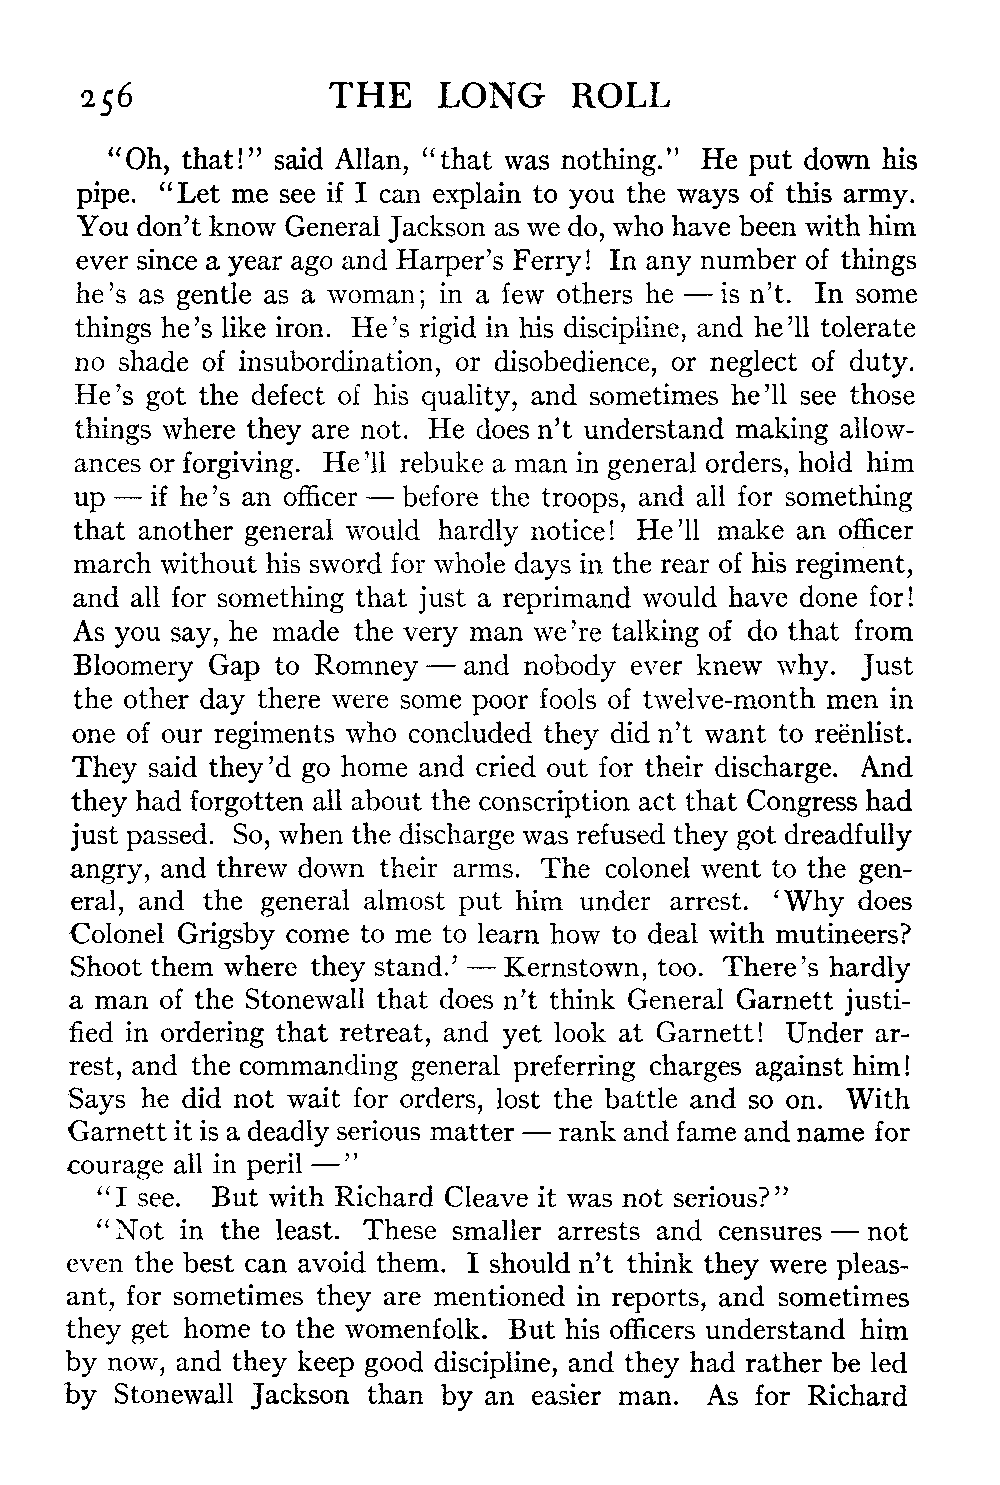 256 THE LONG ROLL
"Oh, that!" said Allan, "that was nothing." He put down his
pipe. "Let me see if I can explain to you the ways of this army.
You don't know General Jackson as we do, who have been with him
ever since a year ago and Harper's Ferry! In any number of things
he's as gentle as a woman; in a few others he — is n't. In some
things he's like iron. He's rigid in his discipline, and he'll tolerate
no shade of insubordination, or disobedience, or neglect of duty.
He's got the defect of his quality, and sometimes he'll see those
things where they are not. He does n't understand making allow-
ances or forgiving. He'll rebuke a man in general orders, hold him
up — if he's an officer — before the troops, and all for something
that another general would hardly notice! He'll make an officer
march without his sword for whole days in the rear of his regiment,
and all for something that just a reprimand would have done for!
As you say, he made the very man we're talking of do that from
Bloomery Gap to Romney — and nobody ever knew why. Just
the other day there were some poor fools of twelve-month men in
one of our regiments who concluded they did n't want to reënlist.
They said they'd go home and cried out for their discharge. And
they had forgotten all about the conscription act that Congress had
just passed. So, when the discharge was refused they got dreadfully
angry, and threw down their arms. The colonel went to the gen-
eral, and the general almost put him under arrest. 'Why does
Colonel Grigsby come to me to learn how to deal with mutineers?
Shoot them where they stand.' — Kernstown, too. There's hardly
a man of the Stonewall that does n't think General Garnett justi-
fied in ordering that retreat, and yet look at Garnett! Under ar-
rest, and the commanding general preferring charges against him!
Says he did not wait for orders, lost the battle and so on. With
Garnett it is a deadly serious matter — rank and fame and name for
courage all in peril —"
"I see. But with Richard Cleave it was not serious?"
"Not in the least. These smaller arrests and censures — not
even the best can avoid them. I should n't think they were pleas-
ant, for sometimes they are mentioned in reports, and sometimes
they get home to the womenfolk. But his officers understand him
by now, and they keep good discipline, and they had rather be led
by Stonewall Jackson than by an easier man. As for Richard